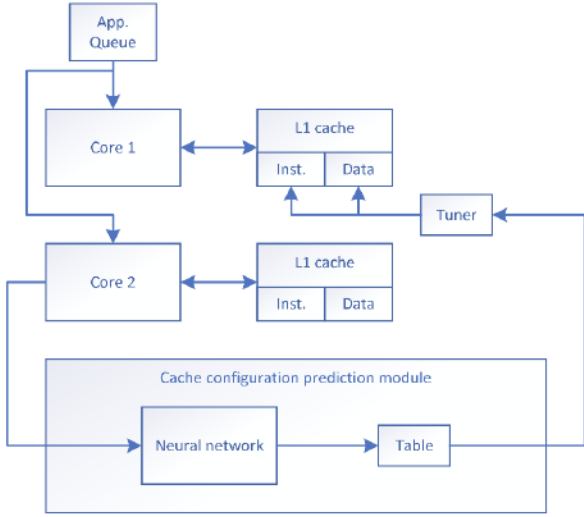 App.
Queue
Core 1
L1 cache
Inst.
Data
Tuner
Core 2
L1 cache
Inst.
Data
Cache configuration prediction module
Neural network
Table